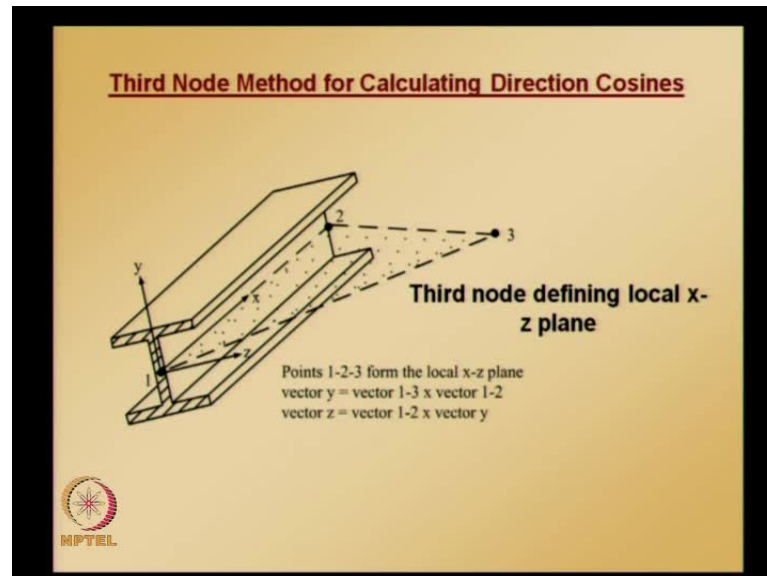 Third Node Method for Calculating Direction Cosines
2
3
y
x
Third node defining local x-
z plane
z
1
Points 1-2-3 form the local x-z plane
vector y = vector 1-3 x vector 1-2
vector z = vector 1-2 x vector y
NPTEL